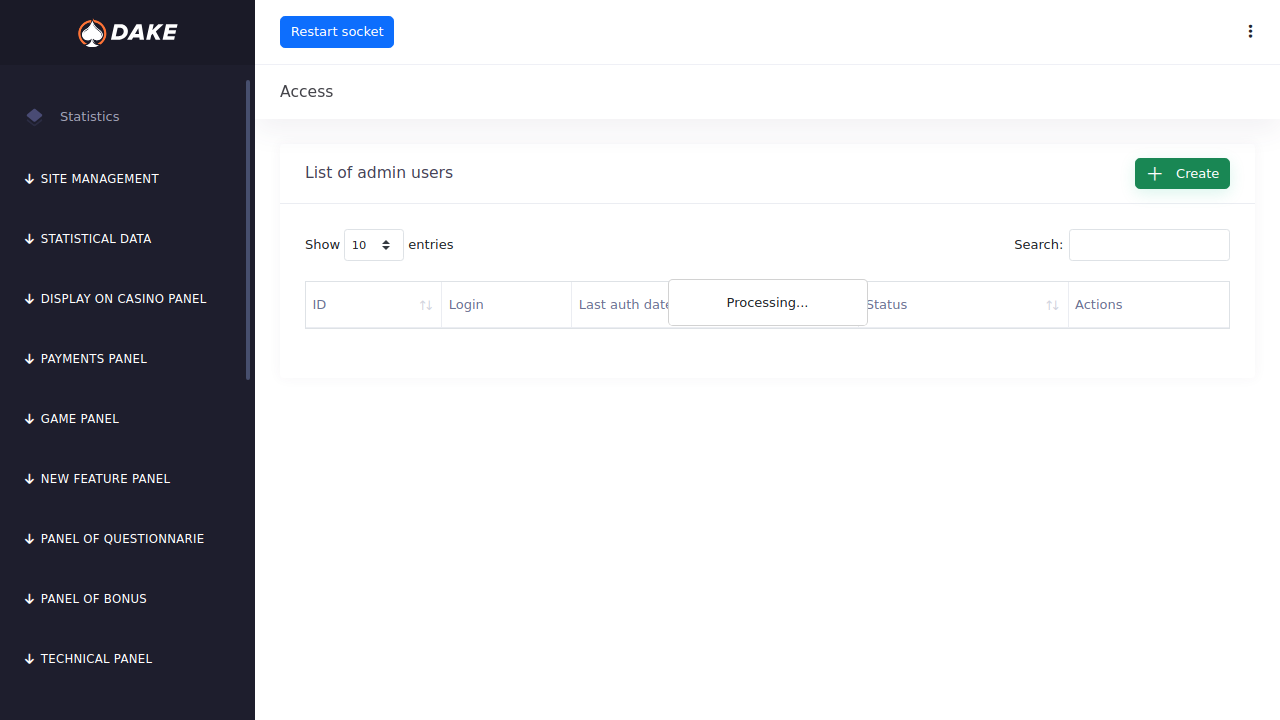 DAKE
Restart socket
Access
Statistics
SITE MANAGEMENT
STATISTICAL DATA
DISPLAY ON CASINO PANEL
PAYMENTS PANEL
GAME PANEL
NEW FEATURE PANEL
PANEL OF QUESTIONNARIE
PANEL OF BONUS
TECHNICAL PANEL
List of admin users
Create
Show 10 entries
Search:
ID Login Last auth date Status Actions
Processing...